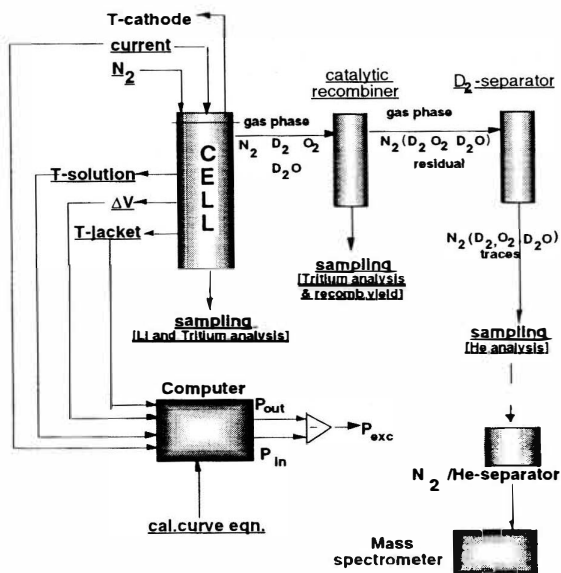 T-cathode
current
N2
catalytic
recombiner
D2-separator
gas phase
N2 D2 O2
D2O
gas phase
N2(D2 O2 D2O)
residual
CELL
T-solution
ΔV
T-jacket
N2(D2,O2,D2O)
traces
sampling
[Tritium analysis
& recomb.yield]
sampling
[Li and Tritium analysis]
sampling
[He analysis]
Computer
Pout
Pin
-
Pexc
cal.curve eqn.
N2/He-separator
Mass
spectrometer